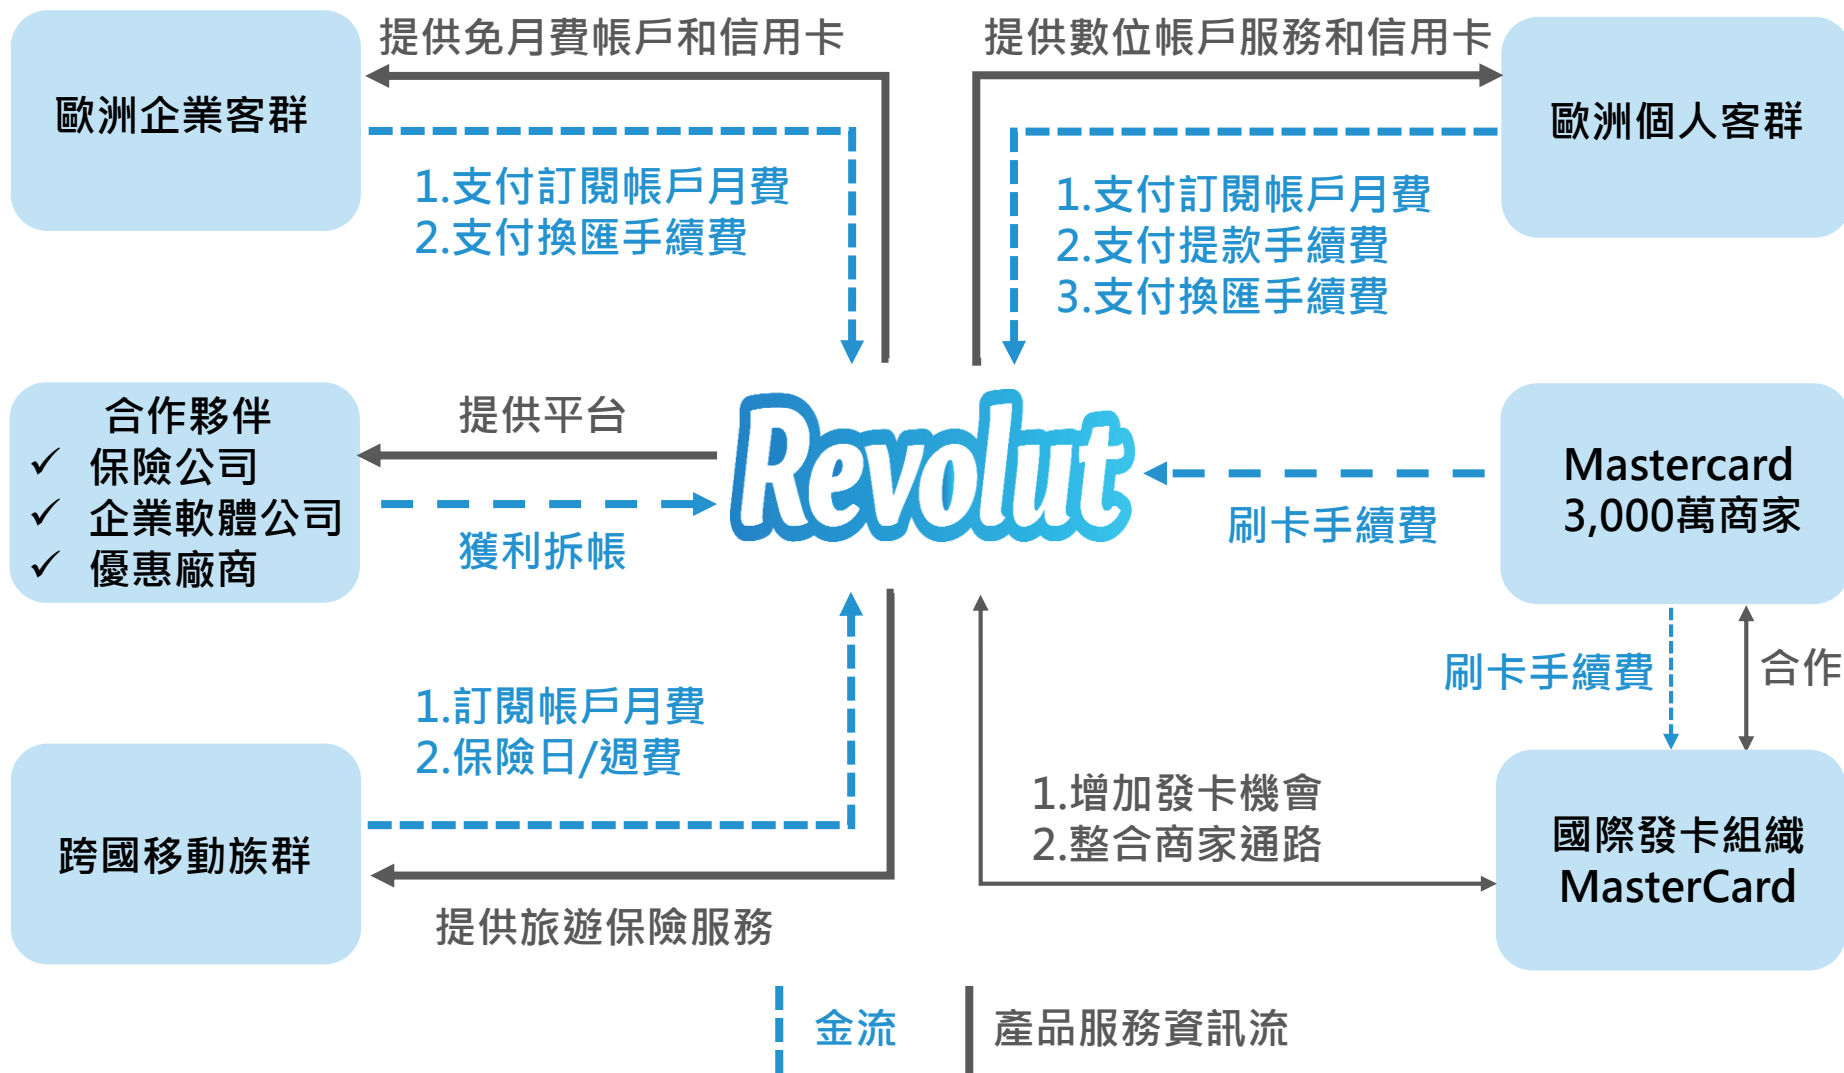 提供免月費帳戶和信用卡
提供數位帳戶服務和信用卡
歐洲企業客群
歐洲個人客群
1.支付訂閱帳戶月費
2.支付換匯手續費
1.支付訂閱帳戶月費
2.支付提款手續費
3.支付換匯手續費
合作夥伴
✓ 保險公司
✓ 企業軟體公司
✓ 優惠廠商
提供平台
獲利拆帳
Revolut
刷卡手續費
Mastercard
3,000萬商家
刷卡手續費
合作
1.訂閱帳戶月費
2.保險日/週費
跨國移動族群
提供旅遊保險服務
1.增加發卡機會
2.整合商家通路
國際發卡組織
MasterCard
金流
產品服務資訊流